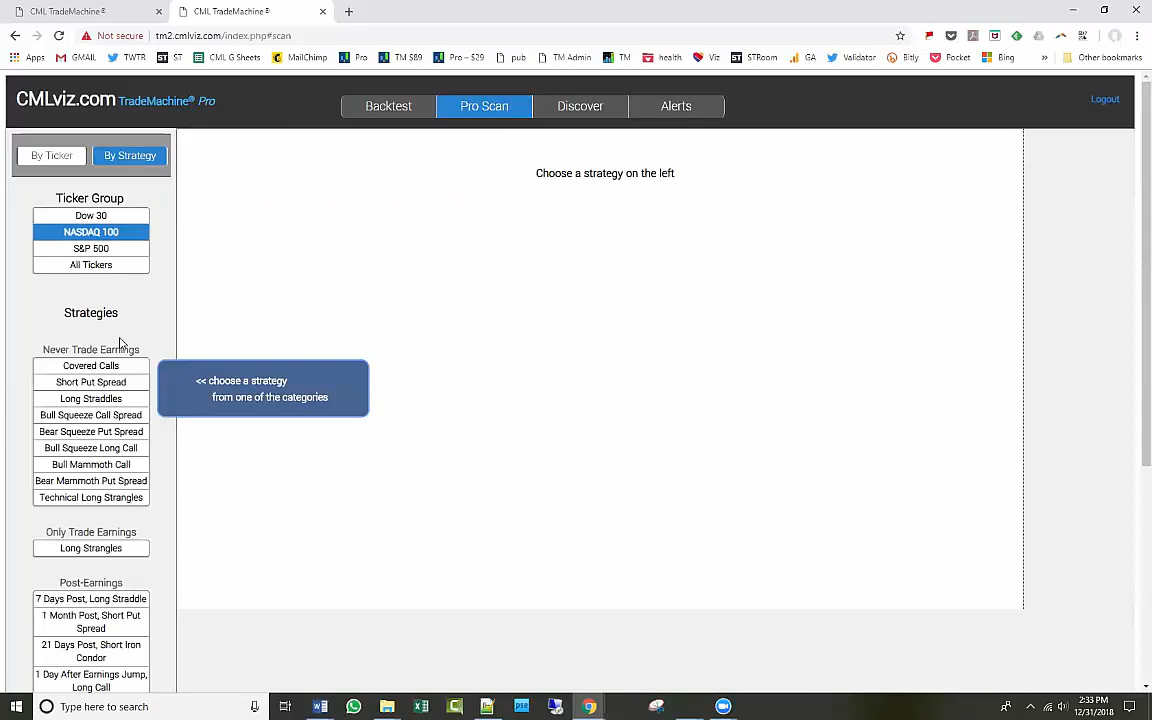 CML TradeMachine®
CML TradeMachine®
Not secure
tm2.cmlviz.com/index.php#scan
Apps
GMAIL
TWTR
ST
ST
CML G Sheets
MailChimp
Pro
TM $89
Pro – $29
pub
TM Admin
TM
health
Viz
ST
STRoom
GA
Validator
Bitly
Pocket
Bing
»
Other bookmarks
CMLviz.com TradeMachine® Pro
Backtest
Pro Scan
Discover
Alerts
Logout
By Ticker
By Strategy
Choose a strategy on the left
Ticker Group
Dow 30
NASDAQ 100
S&P 500
All Tickers
Strategies
Never Trade Earnings
Covered Calls
Short Put Spread
Long Straddles
Bull Squeeze Call Spread
Bear Squeeze Put Spread
Bull Squeeze Long Call
Bull Mammoth Call
Bear Mammoth Put Spread
Technical Long Strangles
<< choose a strategy
from one of the categories
Only Trade Earnings
Long Strangles
Post-Earnings
7 Days Post, Long Straddle
1 Month Post, Short Put
Spread
21 Days Post, Short Iron
Condor
1 Day After Earnings Jump,
Long Call
Type here to search
pse
2:33 PM
12/31/2018